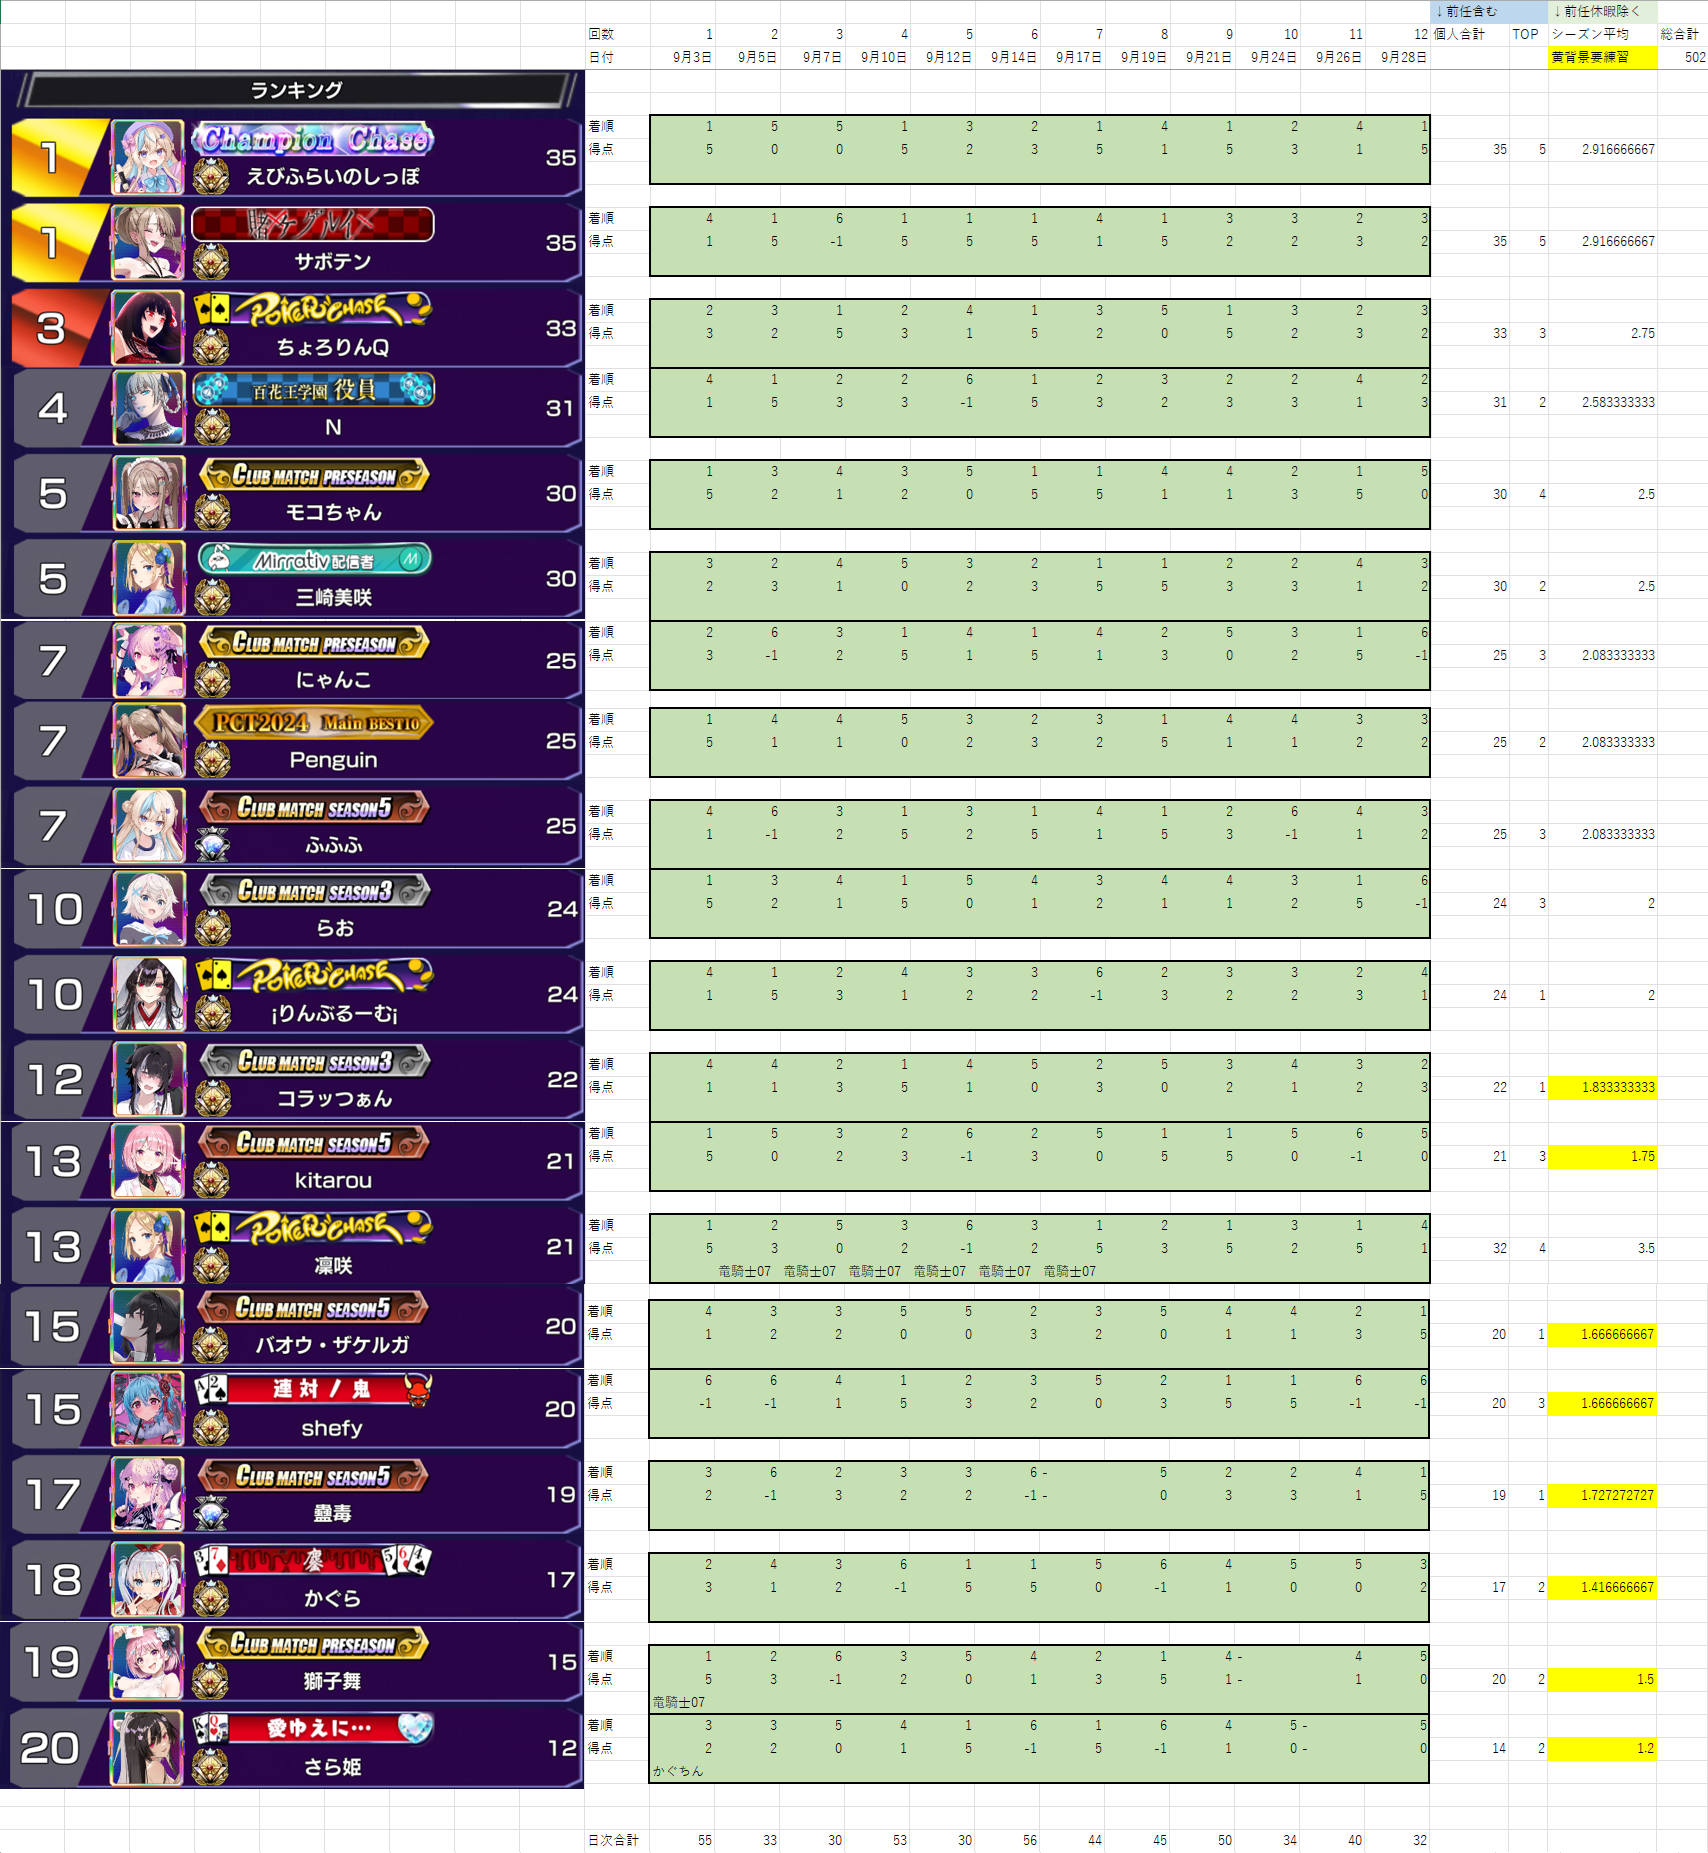 ↓前任含む ↓前任休暇除く
回数 1 2 3 4 5 6 7 8 9 10 11 12 個人合計 TOP シーズン平均 総合計
日付 9月3日 9月5日 9月7日 9月10日 9月12日 9月14日 9月17日 9月19日 9月21日 9月24日 9月26日 9月28日 黄背景要練習 502
ランキング
1 Champion Chase えびふらいのしっぽ 35
着順 1 5 5 1 3 2 1 4 1 2 4 1
得点 5 0 0 5 2 3 5 1 5 3 1 5 35 5 2.916666667
1 賭ケグルイ サボテン 35
着順 4 1 6 1 1 1 4 1 3 3 2 3
得点 1 5 -1 5 5 5 1 5 2 2 3 2 35 5 2.916666667
3 POKER CHASE ちょろりんQ 33
着順 2 3 1 2 4 1 3 5 1 3 2 3
得点 3 2 5 3 1 5 2 0 5 2 3 2 33 3 2.75
4 百花王学園 役員 N 31
着順 4 1 2 2 6 1 2 3 2 2 4 2
得点 1 5 3 3 -1 5 3 2 3 3 1 3 31 2 2.583333333
5 CLUB MATCH PRESEASON モコちゃん 30
着順 1 3 4 3 5 1 1 4 4 2 1 5
得点 5 2 1 2 0 5 5 1 1 3 5 0 30 4 2.5
5 Mirrativ配信者 M 三崎美咲 30
着順 3 2 4 5 3 2 1 1 2 2 4 3
得点 2 3 1 0 2 3 5 5 3 3 1 2 30 2 2.5
7 CLUB MATCH PRESEASON にゃんこ 25
着順 2 6 3 1 4 1 4 2 5 3 1 6
得点 3 -1 2 5 1 5 1 3 0 2 5 -1 25 3 2.083333333
7 PCT2024 Main BEST10 Penguin 25
着順 1 4 4 5 3 2 3 1 4 4 3 3
得点 5 1 1 0 2 3 2 5 1 1 2 2 25 2 2.083333333
7 CLUB MATCH SEASON5 ふふふ 25
着順 4 6 3 1 3 1 4 1 2 6 4 3
得点 1 -1 2 5 2 5 1 5 3 -1 1 2 25 3 2.083333333
10 CLUB MATCH SEASON3 らお 24
着順 1 3 4 1 5 4 3 4 4 3 1 6
得点 5 2 1 5 0 1 2 1 1 2 5 -1 24 3 2
10 POKER CHASE ¡りんぶるーむ¡ 24
着順 4 1 2 4 3 3 6 2 3 3 2 4
得点 1 5 3 1 2 2 -1 3 2 2 3 1 24 1 2
12 CLUB MATCH SEASON3 コラッつぁん 22
着順 4 4 2 1 4 5 2 5 3 4 3 2
得点 1 1 3 5 1 0 3 0 2 1 2 3 22 1 1.833333333
13 CLUB MATCH SEASON5 kitarou 21
着順 1 5 3 2 6 2 5 1 1 5 6 5
得点 5 0 2 3 -1 3 0 5 5 0 -1 0 21 3 1.75
13 POKER CHASE 凛咲 21
着順 1 2 5 3 6 3 1 2 1 3 1 4
得点 5 3 0 2 -1 2 5 3 5 2 5 1 32 4 3.5
竜騎士07 竜騎士07 竜騎士07 竜騎士07 竜騎士07 竜騎士07
15 CLUB MATCH SEASON5 バオウ・ザケルガ 20
着順 4 3 3 5 5 2 3 5 4 4 2 1
得点 1 2 2 0 0 3 2 0 1 1 3 5 20 1 1.666666667
15 A 2 連対ノ鬼 shefy 20
着順 6 6 4 1 2 3 5 2 1 1 6 6
得点 -1 -1 1 5 3 2 0 3 5 5 -1 -1 20 3 1.666666667
17 CLUB MATCH SEASON5 蠱毒 19
着順 3 6 2 3 3 6 - 5 2 2 4 1
得点 2 -1 3 2 2 -1 - 0 3 3 1 5 19 1 1.727272727
18 3 7 5 6 4 かぐら 17
着順 2 4 3 6 1 1 5 6 4 5 5 3
得点 3 1 2 -1 5 5 0 -1 1 0 0 2 17 2 1.416666667
19 CLUB MATCH PRESEASON 獅子舞 15
着順 1 2 6 3 5 4 2 1 4 - 4 5
得点 5 3 -1 2 0 1 3 5 1 - 1 0 20 2 1.5
竜騎士07
20 K Q 愛ゆえに… さら姫 12
着順 3 3 5 4 1 6 1 6 4 5 - 5
得点 2 2 0 1 5 -1 5 -1 1 0 - 0 14 2 1.2
かぐちん
日次合計 55 33 30 53 30 56 44 45 50 34 40 32